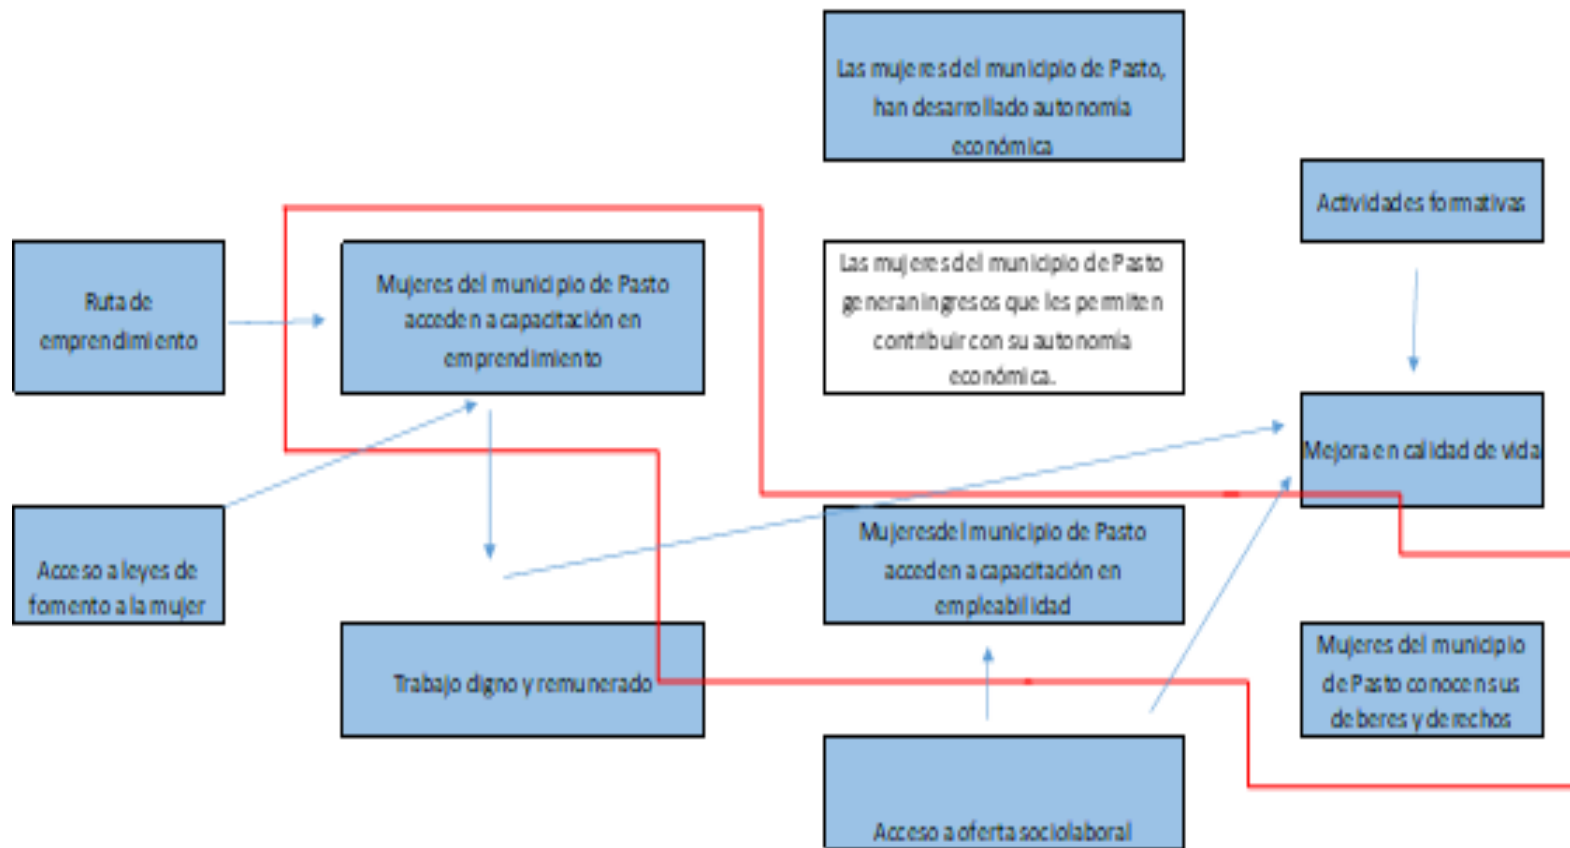 Las mujeres del municipio de Pasto,
han desarrollado autonomía
económica
Actividades formativas
Ruta de
emprendimiento
Mujeres del municipio de Pasto
acceden a capacitación en
emprendimiento
Las mujeres del municipio de Pasto
generan ingresos que les permiten
contribuir con su autonomía
económica.
Mejora en calidad de vida
Acceso a leyes de
fomento a la mujer
Mujeres del municipio de Pasto
acceden a capacitación en
empleabilidad
Trabajo digno y remunerado
Mujeres del municipio
de Pasto conocen sus
deberes y derechos
Acceso a oferta sociolaboral